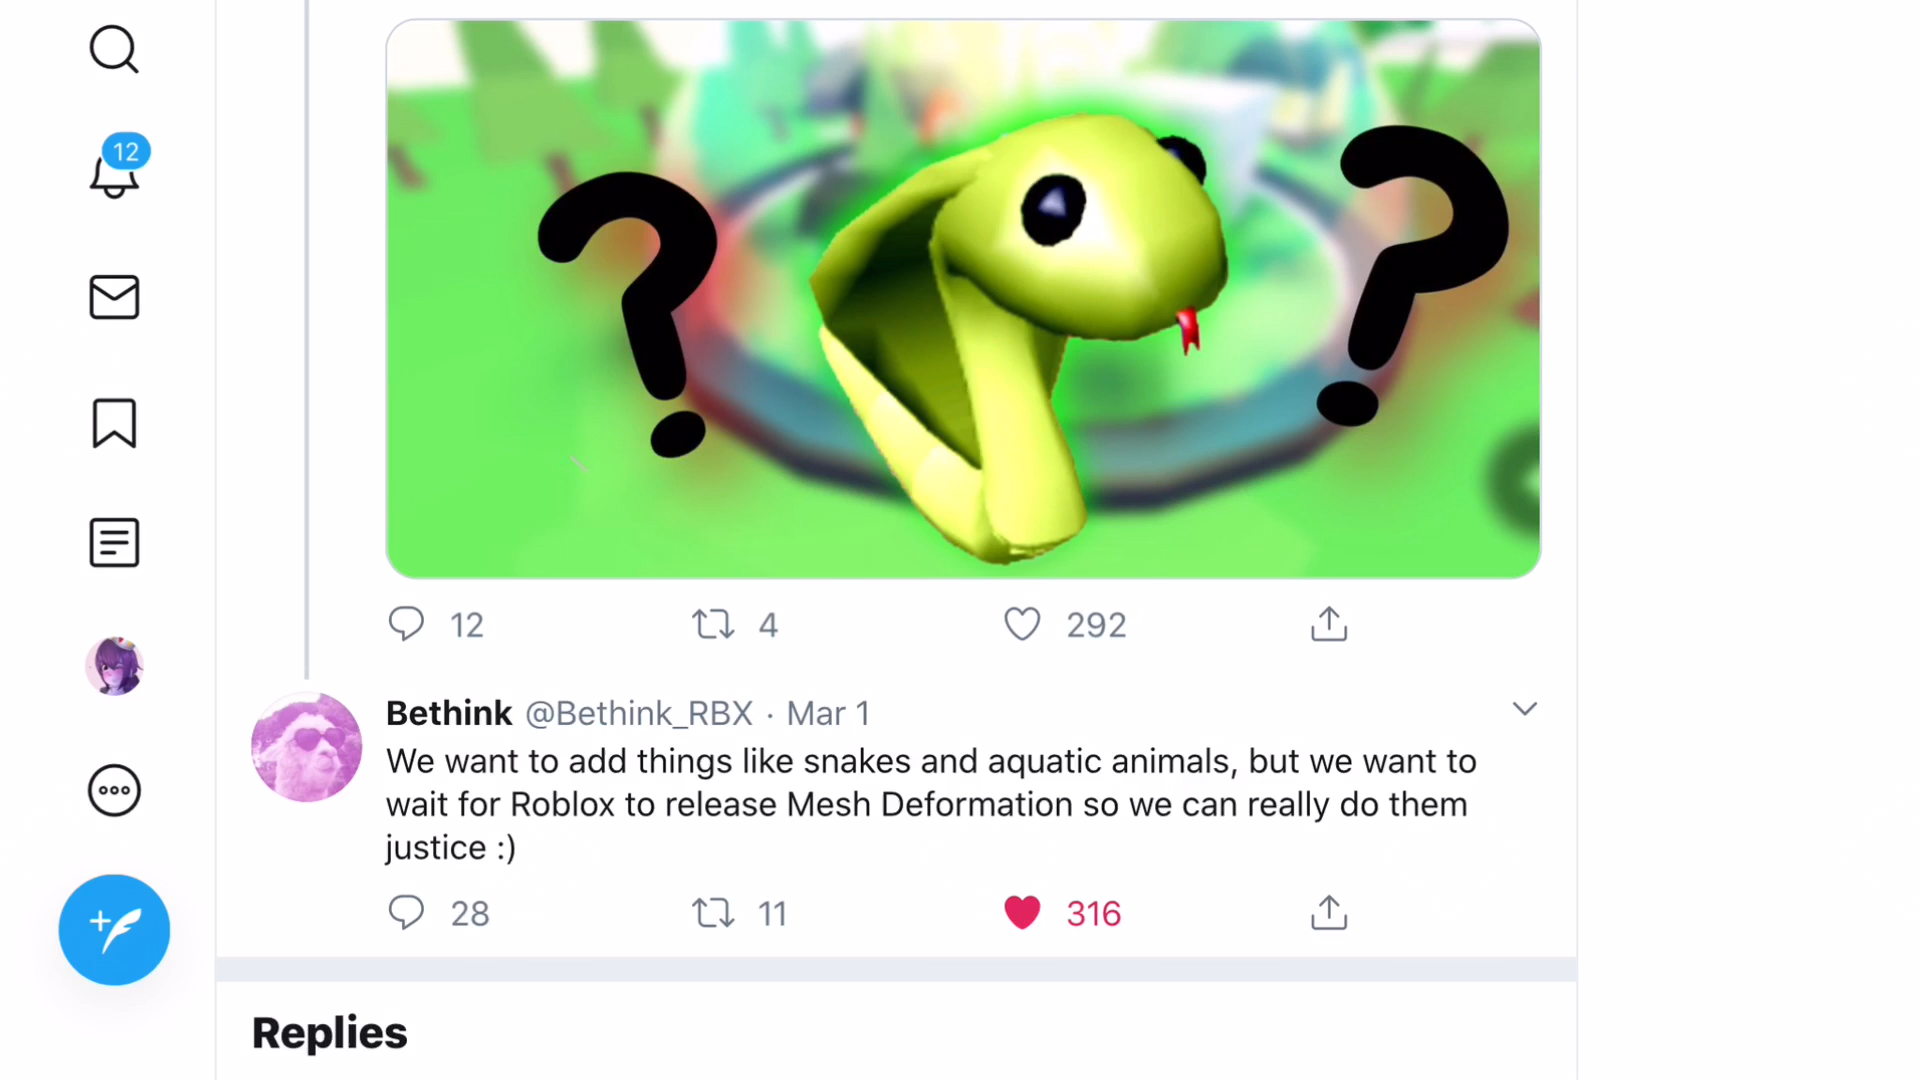 12
? ?
12 4 292
Bethink @Bethink_RBX · Mar 1
We want to add things like snakes and aquatic animals, but we want to
wait for Roblox to release Mesh Deformation so we can really do them
justice :)
28 11 316
Replies